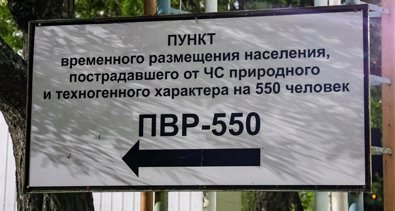 ПУНКТ
временного размещения населения,
пострадавшего от ЧС природного
и техногенного характера на 550 человек
ПВР-550